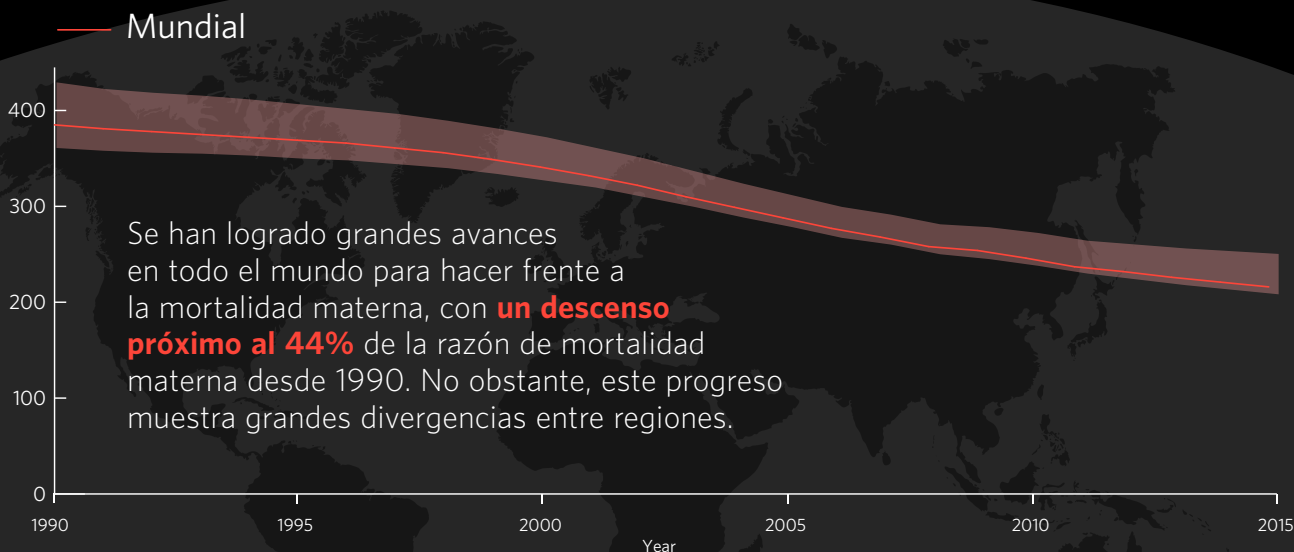 Mundial
400
300
200
100
0
Se han logrado grandes avances
en todo el mundo para hacer frente a
la mortalidad materna, con un descenso
próximo al 44% de la razón de mortalidad
materna desde 1990. No obstante, este progreso
muestra grandes divergencias entre regiones.
1990 1995 2000 2005 2010 2015
Year